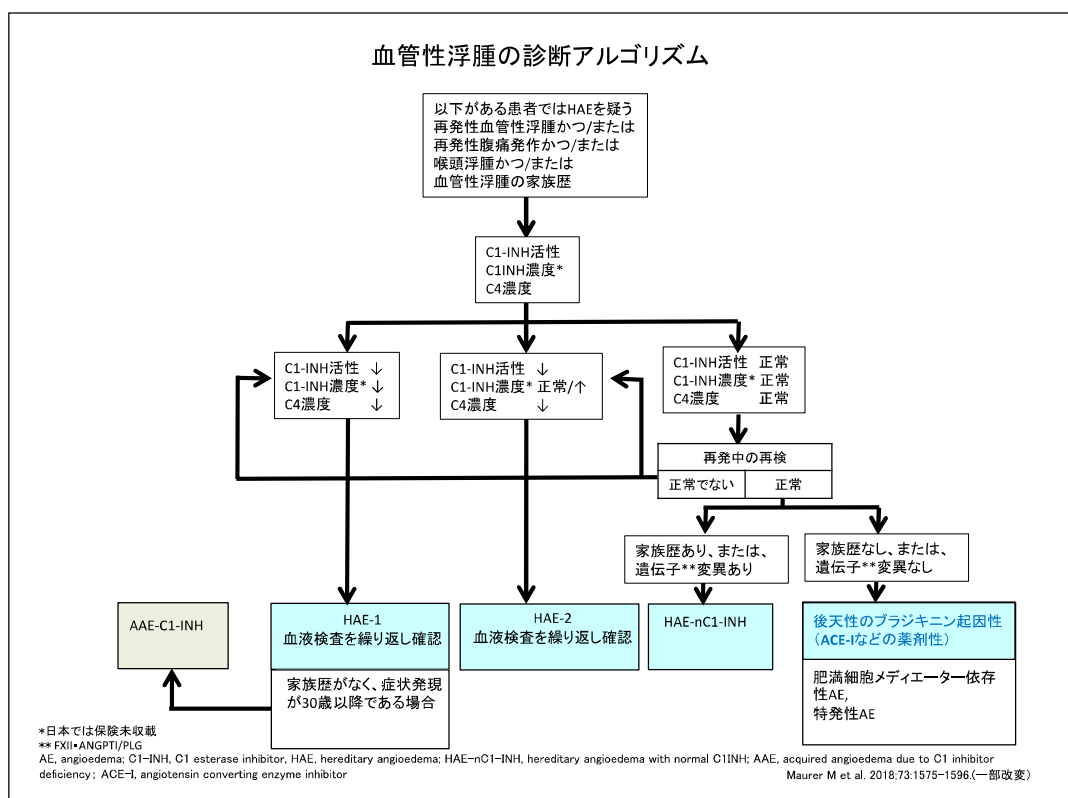 血管性浮腫の診断アルゴリズム
以下がある患者ではHAEを疑う
再発性血管性浮腫かつ/または
再発性腹痛発作かつ/または
喉頭浮腫かつ/または
血管性浮腫の家族歴
C1-INH活性
C1INH濃度*
C4濃度
C1-INH活性 ↓
C1-INH濃度* ↓
C4濃度 ↓
C1-INH活性 ↓
C1-INH濃度* 正常/↑
C4濃度 ↓
C1-INH活性 正常
C1-INH濃度* 正常
C4濃度 正常
再発中の再検
正常でない 正常
家族歴あり、または、
遺伝子**変異あり
家族歴なし、または、
遺伝子**変異なし
AAE-C1-INH
HAE-1
血液検査を繰り返し確認
家族歴がなく、症状発現
が30歳以降である場合
HAE-2
血液検査を繰り返し確認
HAE-nC1-INH
後天性のブラジキニン起因性
(ACE-Iなどの薬剤性)
肥満細胞メディエーター依存
性AE,
特発性AE
*日本では保険未収載
** FXII・ANGPTI/PLG
AE, angioedema; C1-INH, C1 esterase inhibitor, HAE, hereditary angioedema; HAE-nC1-INH, hereditary angioedema with normal C1INH; AAE, acquired angioedema due to C1 inhibitor
deficiency; ACE-I, angiotensin converting enzyme inhibitor
Maurer M et al. 2018;73:1575-1596.(一部改変)